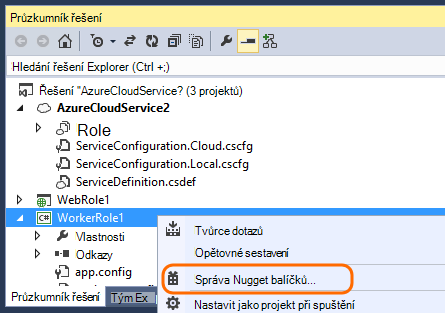 Průzkumník řešení
Hledání řešení Explorer (Ctrl +;)
Řešení "AzureCloudService? (3 projektů)
AzureCloudService2
Role
ServiceConfiguration.Cloud.cscfg
ServiceConfiguration.Local.cscfg
ServiceDefinition.csdef
WebRole1
C# WorkerRole1
Vlastnosti
Tvůrce dotazů
Odkazy
Opětovné sestavení
app.config
Správa Nugget balíčků...
Průzkumník řešení
Tým Ex
Nastavit jako projekt při spuštění